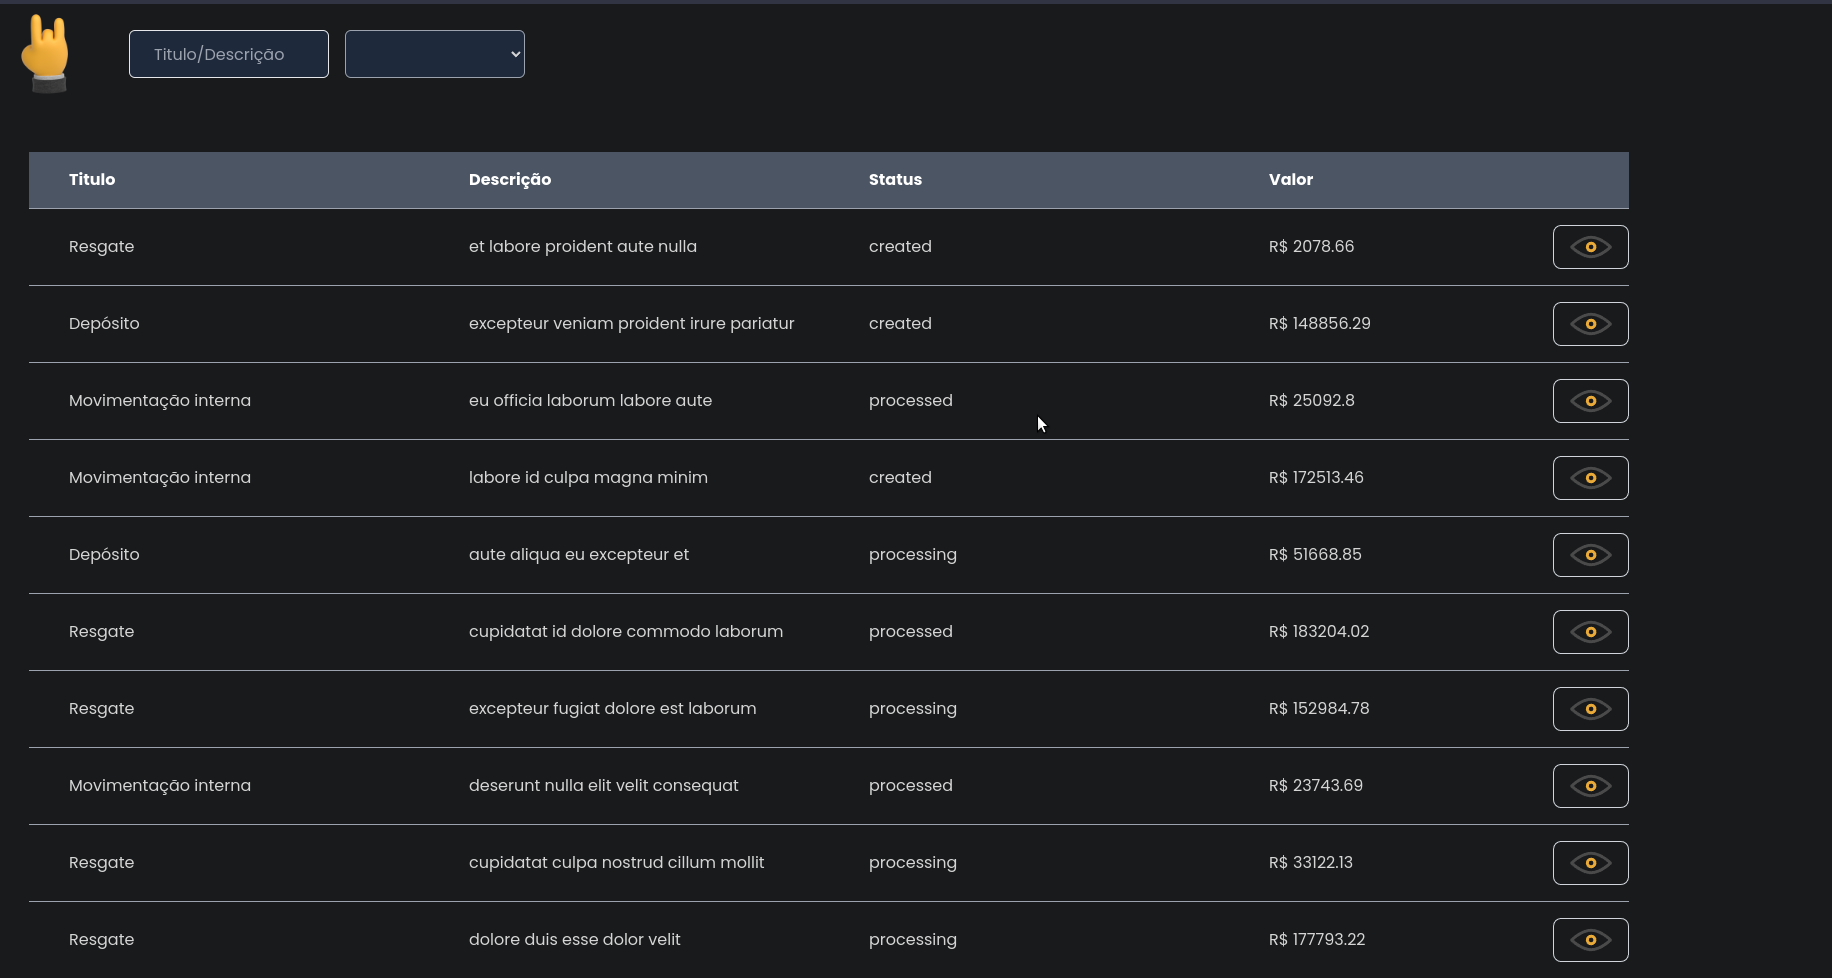 Titulo/Descrição
Titulo Descrição Status Valor
Resgate et labore proident aute nulla created R$ 2078.66
Depósito excepteur veniam proident irure pariatur created R$ 148856.29
Movimentação interna eu officia laborum labore aute processed R$ 25092.8
Movimentação interna labore id culpa magna minim created R$ 172513.46
Depósito aute aliqua eu excepteur et processing R$ 51668.85
Resgate cupidatat id dolore commodo laborum processed R$ 183204.02
Resgate excepteur fugiat dolore est laborum processing R$ 152984.78
Movimentação interna deserunt nulla elit velit consequat processed R$ 23743.69
Resgate cupidatat culpa nostrud cillum mollit processing R$ 33122.13
Resgate dolore duis esse dolor velit processing R$ 177793.22